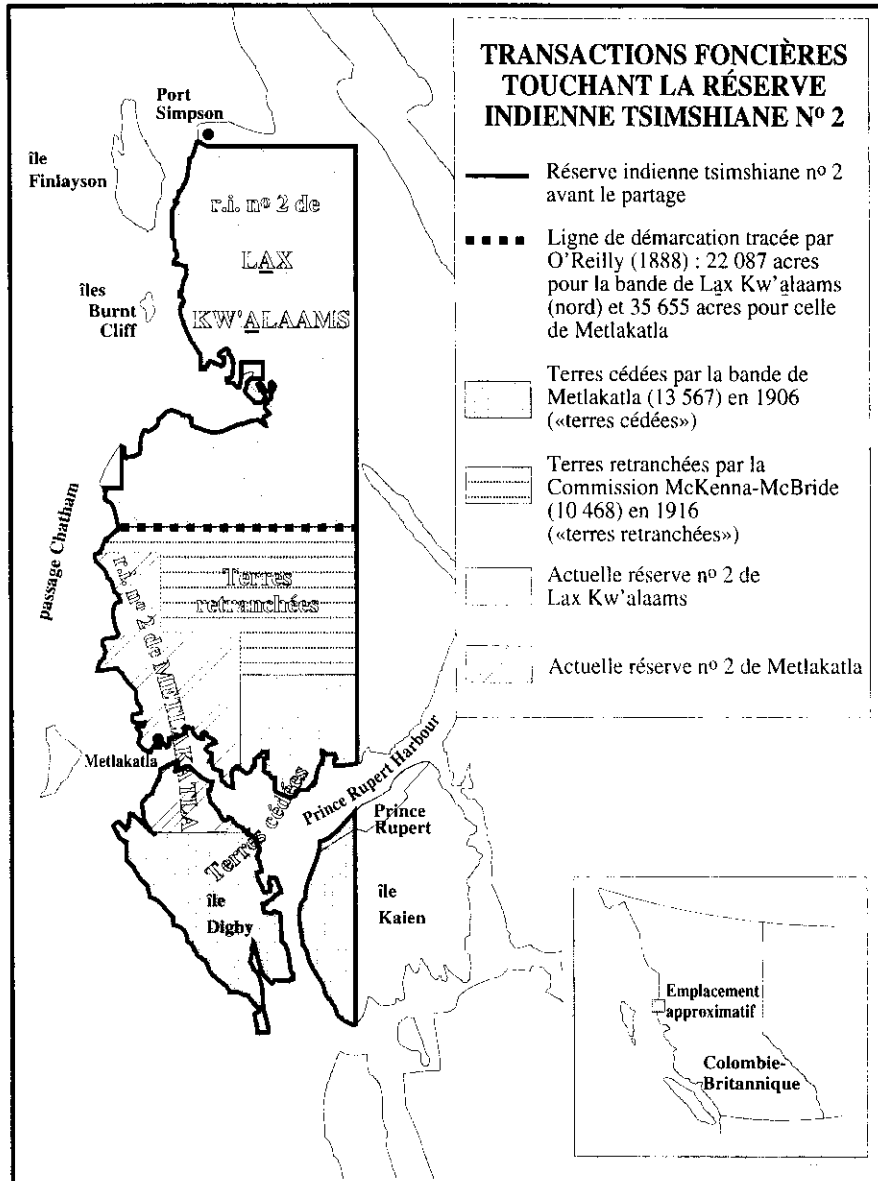 TRANSACTIONS FONCIÈRES
TOUCHANT LA RÉSERVE
INDIENNE TSIMSHIANE Nº 2
Réserve indienne tsimshiane nº 2
avant le partage
Ligne de démarcation tracée par
O'Reilly (1888) : 22 087 acres
pour la bande de La̲x Kw'a̲laams
(nord) et 35 655 acres pour celle
de Metlakatla
Terres cédées par la bande de
Metlakatla (13 567) en 1906
(«terres cédées»)
Terres retranchées par la
Commission McKenna-McBride
(10 468) en 1916
(«terres retranchées»)
Actuelle réserve nº 2 de
Lax Kw'alaams
Actuelle réserve nº 2 de Metlakatla
Port
Simpson
île
Finlayson
r.i. nº 2 de
LA̲X
KW'A̲LAAMS
îles
Burnt
Cliff
passage Chatham
Terres
retranchées
r.i. nº 2 de METLAKATLA
Metlakatla
Terres cédées
Prince Rupert Harbour
Prince
Rupert
île
Digby
île
Kaien
Emplacement
approximatif
Colombie-
Britannique